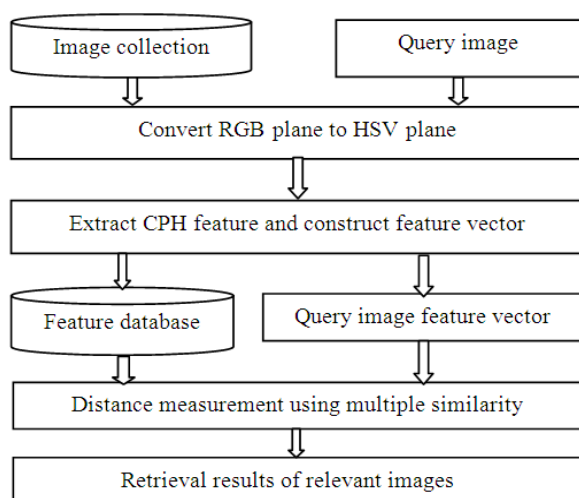 Image collection
Query image
Convert RGB plane to HSV plane
Extract CPH feature and construct feature vector
Feature database
Query image feature vector
Distance measurement using multiple similarity
Retrieval results of relevant images